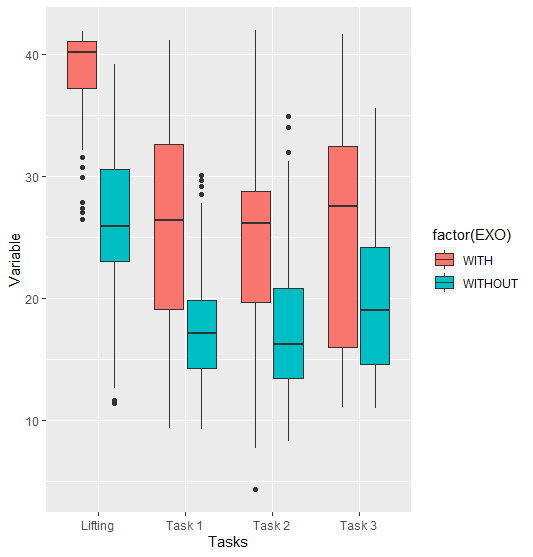 40
30
20
10
Variable
Lifting
Task 1
Task 2
Task 3
Tasks
factor(EXO)
WITH
WITHOUT